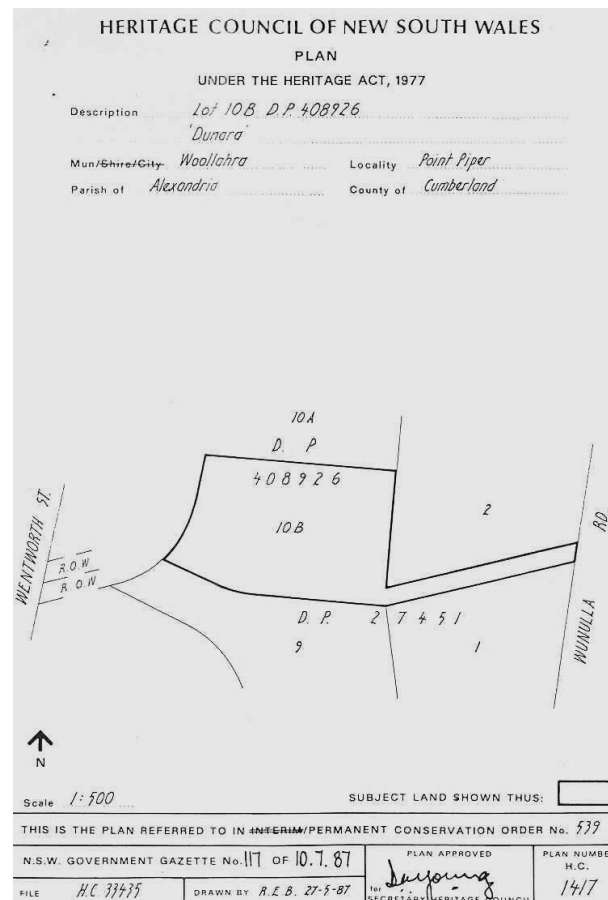 HERITAGE COUNCIL OF NEW SOUTH WALES
PLAN
UNDER THE HERITAGE ACT, 1977
Description Lot 10B D.P. 408926
'Dunara'
Mun/Shire/City Woollahra Locality Point Piper
Parish of Alexandria County of Cumberland
10A
D. P
408926
10B
2
WENTWORTH ST.
R.O.W
R.O.W
RD.
WUNULLA
D. P. 27451
9
1
N
Scale 1:500
SUBJECT LAND SHOWN THUS:
THIS IS THE PLAN REFERRED TO IN INTERIM/PERMANENT CONSERVATION ORDER No. 539
N.S.W. GOVERNMENT GAZETTE No. 117 OF 10.7.87
FILE H.C. 33435 DRAWN BY R.E.B. 27-5-87
PLAN APPROVED
for SECRETARY HERITAGE COUNCIL
PLAN NUMBER
H.C.
1417